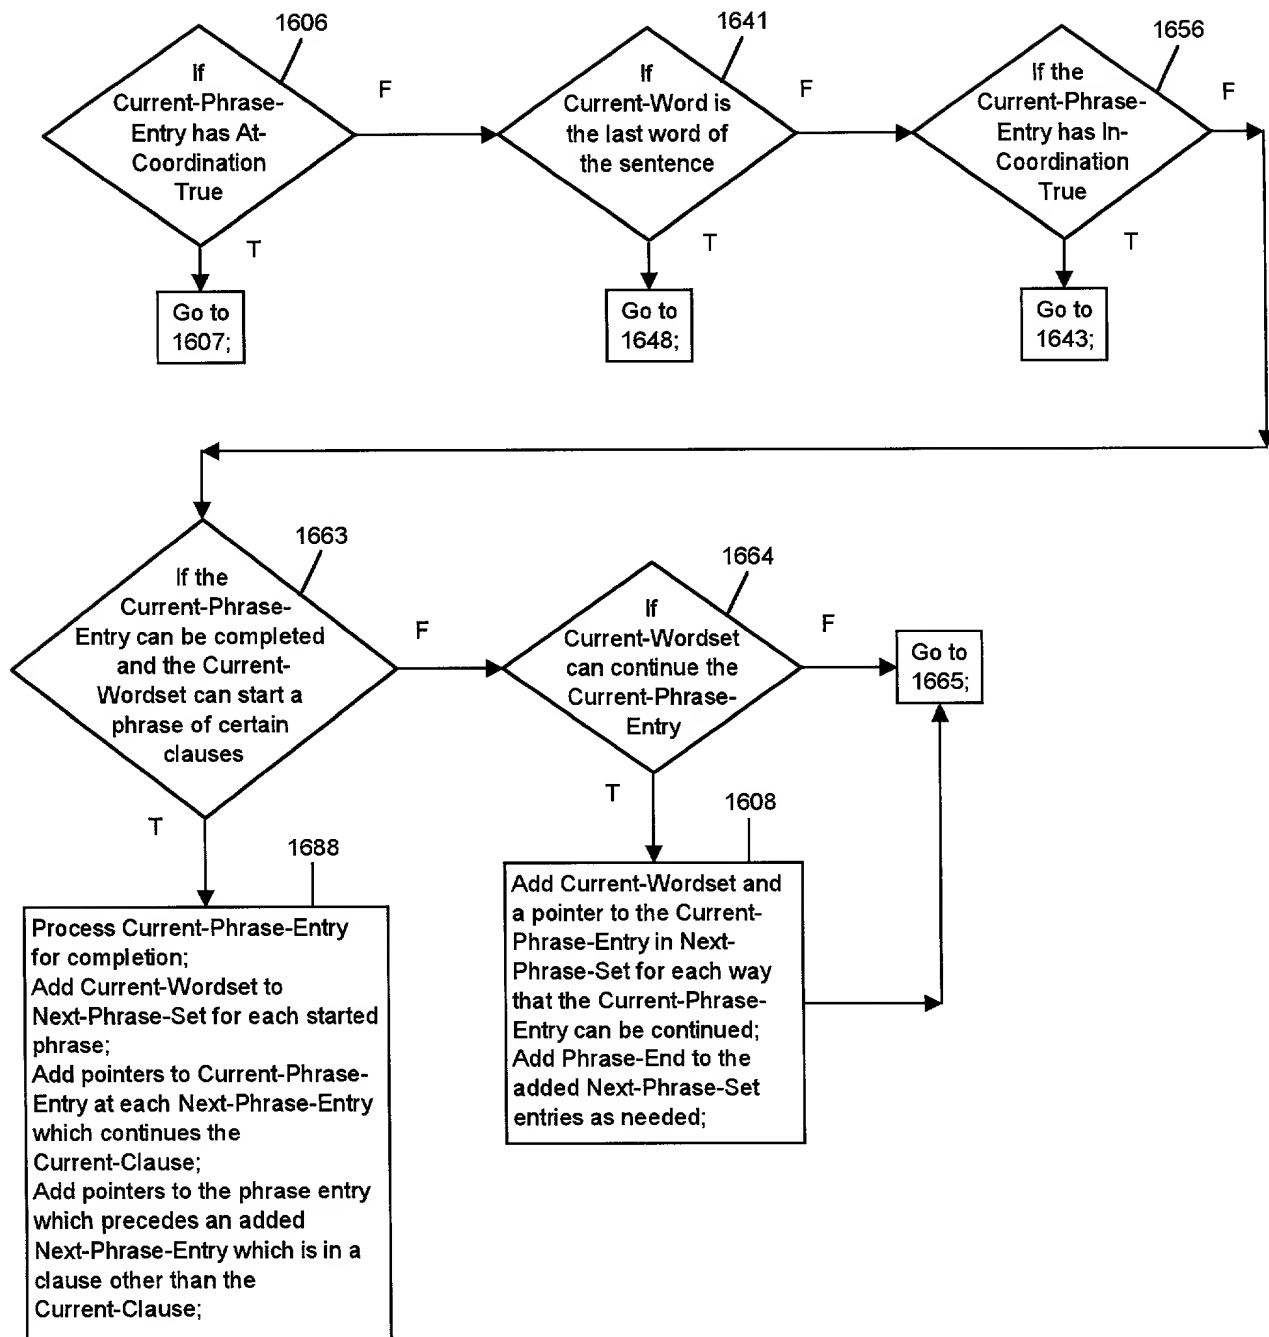 1606
If
Current-Phrase-
Entry has At-
Coordination
True
F
T
Go to
1607;
1641
If
Current-Word is
the last word of
the sentence
F
T
Go to
1648;
1656
If the
Current-Phrase-
Entry has In-
Coordination
True
F
T
Go to
1643;
1663
If the
Current-Phrase-
Entry can be completed
and the Current-
Wordset can start a
phrase of certain
clauses
F
T
1664
If
Current-Wordset
can continue the
Current-Phrase-
Entry
F
T
Go to
1665;
1688
Process Current-Phrase-Entry
for completion;
Add Current-Wordset to
Next-Phrase-Set for each started
phrase;
Add pointers to Current-Phrase-
Entry at each Next-Phrase-Entry
which continues the
Current-Clause;
Add pointers to the phrase entry
which precedes an added
Next-Phrase-Entry which is in a
clause other than the
Current-Clause;
1608
Add Current-Wordset and
a pointer to the Current-
Phrase-Entry in Next-
Phrase-Set for each way
that the Current-Phrase-
Entry can be continued;
Add Phrase-End to the
added Next-Phrase-Set
entries as needed;